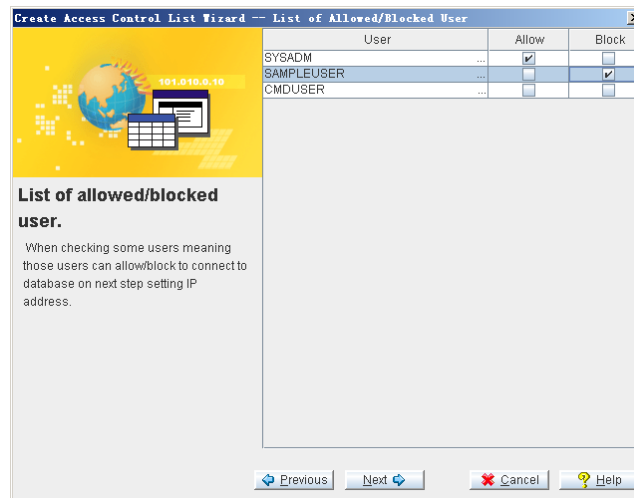 Create Access Control List Wizard -- List of Allowed/Blocked User
101.010.0.10
List of allowed/blocked
user.
When checking some users meaning
those users can allow/block to connect to
database on next step setting IP
address.
User Allow Block
SYSADM ...
SAMPLEUSER ...
CMDUSER ...
Previous Next Cancel Help